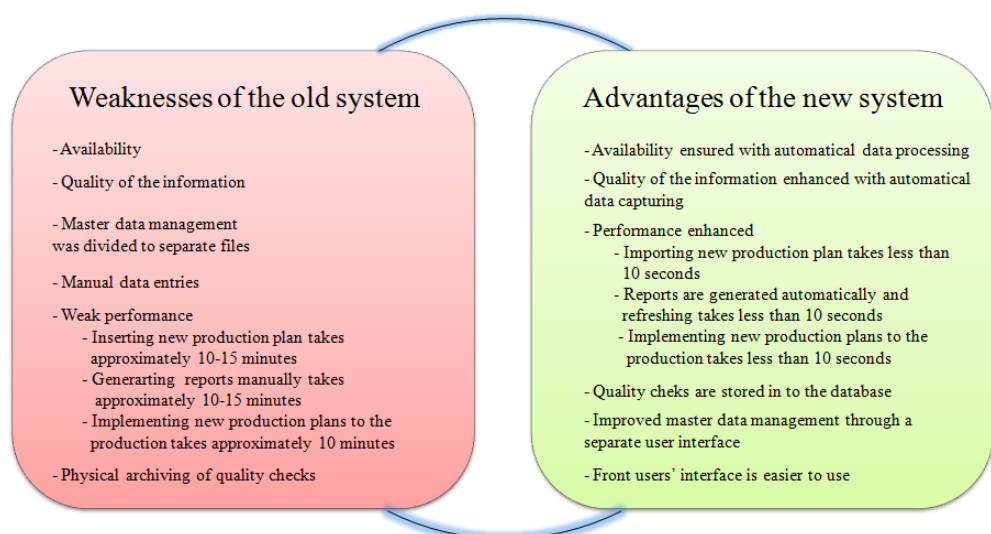 Weaknesses of the old system
- Availability
- Quality of the information
- Master data management
was divided to separate files
- Manual data entries
- Weak performance
- Inserting new production plan takes
approximately 10-15 minutes
- Generarting reports manually takes
approximately 10-15 minutes
- Implementing new production plans to the
production takes approximately 10 minutes
- Physical archiving of quality checks
Advantages of the new system
- Availability ensured with automatical data processing
- Quality of the information enhanced with automatical
data capturing
- Performance enhanced
- Importing new production plan takes less than
10 seconds
- Reports are generated automatically and
refreshing takes less than 10 seconds
- Implementing new production plans to the
production takes less than 10 seconds
- Quality cheks are stored in to the database
- Improved master data management through a
separate user interface
- Front users’ interface is easier to use